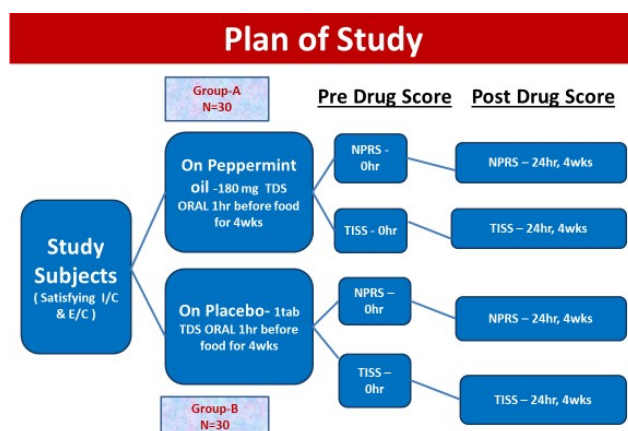 Plan of Study
Group-A
N=30
Pre Drug Score
Post Drug Score
On Peppermint
oil -180 mg TDS
ORAL 1hr before food
for 4wks
NPRS -
0hr
NPRS – 24hr, 4wks
TISS - 0hr
TISS – 24hr, 4wks
Study
Subjects
( Satisfying I/C
& E/C )
On Placebo- 1tab
TDS ORAL 1hr before
food for 4wks
NPRS –
0hr
NPRS – 24hr, 4wks
TISS –
0hr
TISS – 24hr, 4wks
Group-B
N=30